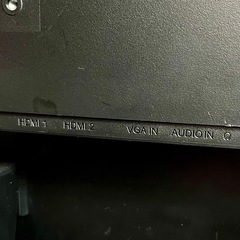 HDMI 1 HDMI 2 VGA IN AUDIO IN